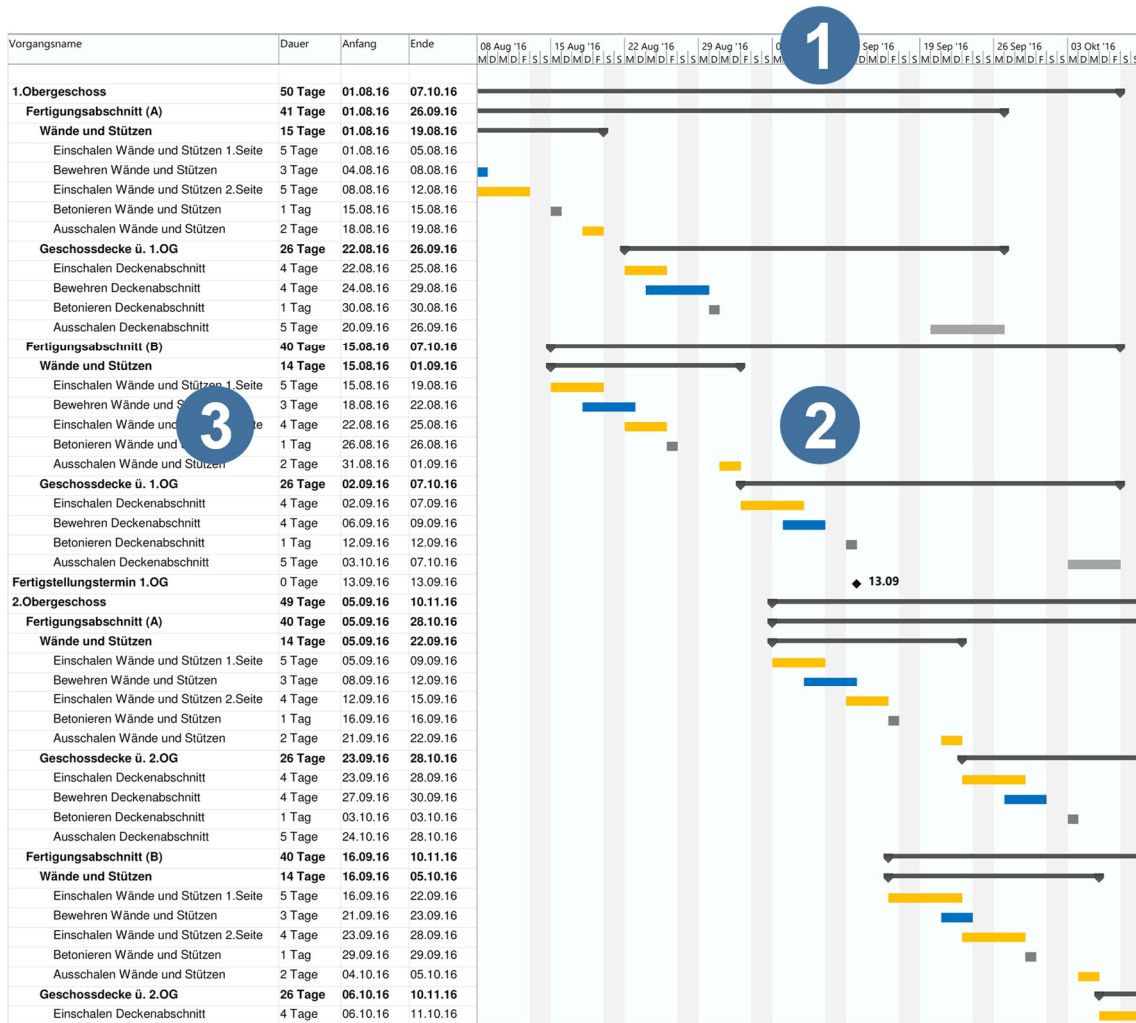 Vorgangsname Dauer Anfang Ende 08 Aug '16 15 Aug '16 22 Aug '16 29 Aug '16 0 1 Sep '16 19 Sep '16 26 Sep '16 03 Okt '16
M D M D F S S M D M D F S S M D M D F S S M D M D F S S M D M D F S S M D M D F S S M D M D F S S M D M D F S S
1.Obergeschoss 50 Tage 01.08.16 07.10.16
Fertigungsabschnitt (A) 41 Tage 01.08.16 26.09.16
Wände und Stützen 15 Tage 01.08.16 19.08.16
Einschalen Wände und Stützen 1.Seite 5 Tage 01.08.16 05.08.16
Bewehren Wände und Stützen 3 Tage 04.08.16 08.08.16
Einschalen Wände und Stützen 2.Seite 5 Tage 08.08.16 12.08.16
Betonieren Wände und Stützen 1 Tag 15.08.16 15.08.16
Ausschalen Wände und Stützen 2 Tage 18.08.16 19.08.16
Geschossdecke ü. 1.OG 26 Tage 22.08.16 26.09.16
Einschalen Deckenabschnitt 4 Tage 22.08.16 25.08.16
Bewehren Deckenabschnitt 4 Tage 24.08.16 29.08.16
Betonieren Deckenabschnitt 1 Tag 30.08.16 30.08.16
Ausschalen Deckenabschnitt 5 Tage 20.09.16 26.09.16
Fertigungsabschnitt (B) 40 Tage 15.08.16 07.10.16
Wände und Stützen 14 Tage 15.08.16 01.09.16
Einschalen Wände und Stützen 1.Seite 5 Tage 15.08.16 19.08.16
Bewehren Wände und S 3 Tage 18.08.16 22.08.16
Einschalen Wände und 3 te 4 Tage 22.08.16 25.08.16 2
Betonieren Wände und 1 Tag 26.08.16 26.08.16
Ausschalen Wände und Stützen 2 Tage 31.08.16 01.09.16
Geschossdecke ü. 1.OG 26 Tage 02.09.16 07.10.16
Einschalen Deckenabschnitt 4 Tage 02.09.16 07.09.16
Bewehren Deckenabschnitt 4 Tage 06.09.16 09.09.16
Betonieren Deckenabschnitt 1 Tag 12.09.16 12.09.16
Ausschalen Deckenabschnitt 5 Tage 03.10.16 07.10.16
Fertigstellungstermin 1.OG 0 Tage 13.09.16 13.09.16 13.09
2.Obergeschoss 49 Tage 05.09.16 10.11.16
Fertigungsabschnitt (A) 40 Tage 05.09.16 28.10.16
Wände und Stützen 14 Tage 05.09.16 22.09.16
Einschalen Wände und Stützen 1.Seite 5 Tage 05.09.16 09.09.16
Bewehren Wände und Stützen 3 Tage 08.09.16 12.09.16
Einschalen Wände und Stützen 2.Seite 4 Tage 12.09.16 15.09.16
Betonieren Wände und Stützen 1 Tag 16.09.16 16.09.16
Ausschalen Wände und Stützen 2 Tage 21.09.16 22.09.16
Geschossdecke ü. 2.OG 26 Tage 23.09.16 28.10.16
Einschalen Deckenabschnitt 4 Tage 23.09.16 28.09.16
Bewehren Deckenabschnitt 4 Tage 27.09.16 30.09.16
Betonieren Deckenabschnitt 1 Tag 03.10.16 03.10.16
Ausschalen Deckenabschnitt 5 Tage 24.10.16 28.10.16
Fertigungsabschnitt (B) 40 Tage 16.09.16 10.11.16
Wände und Stützen 14 Tage 16.09.16 05.10.16
Einschalen Wände und Stützen 1.Seite 5 Tage 16.09.16 22.09.16
Bewehren Wände und Stützen 3 Tage 21.09.16 23.09.16
Einschalen Wände und Stützen 2.Seite 4 Tage 23.09.16 28.09.16
Betonieren Wände und Stützen 1 Tag 29.09.16 29.09.16
Ausschalen Wände und Stützen 2 Tage 04.10.16 05.10.16
Geschossdecke ü. 2.OG 26 Tage 06.10.16 10.11.16
Einschalen Deckenabschnitt 4 Tage 06.10.16 11.10.16